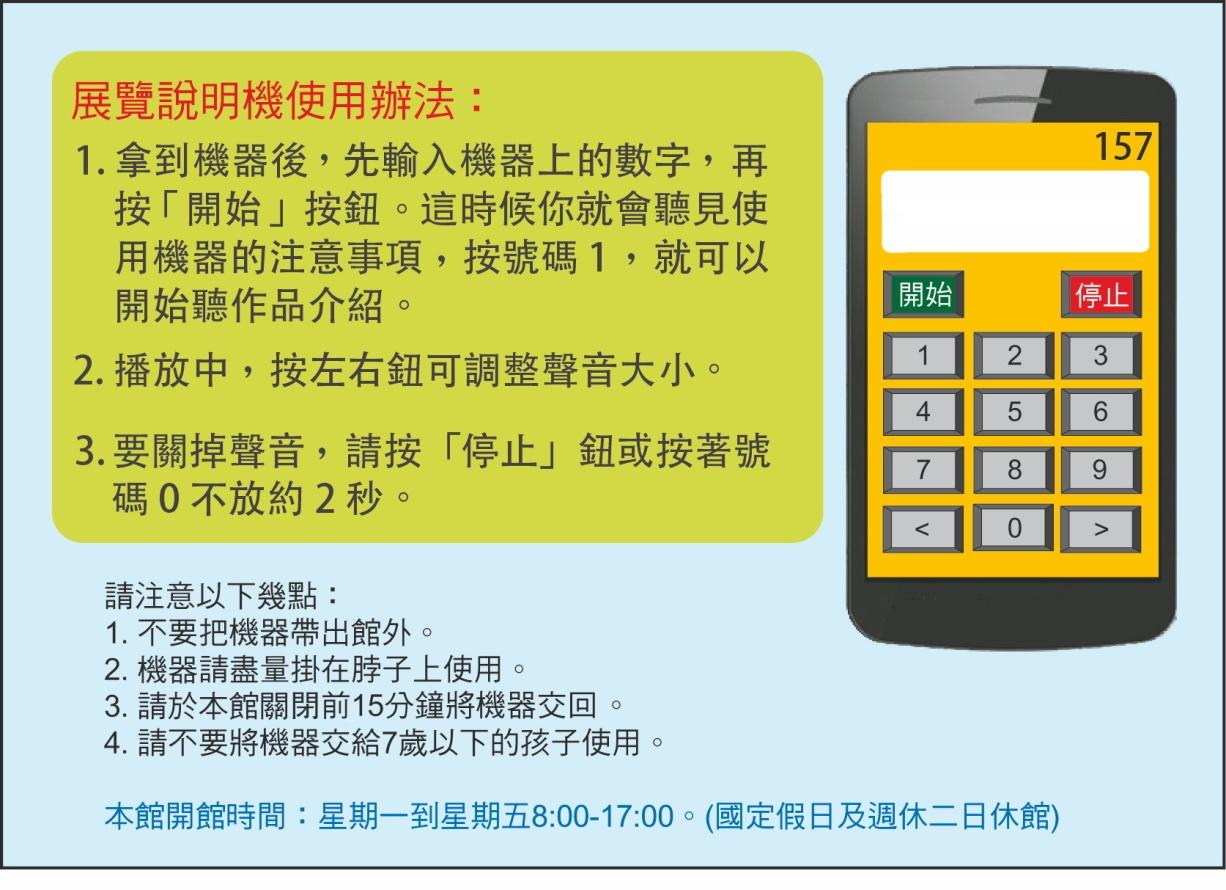 展覽說明機使用辦法：
1. 拿到機器後，先輸入機器上的數字，再
按「開始」按鈕。這時候你就會聽見使
用機器的注意事項，按號碼 1，就可以
開始聽作品介紹。
2. 播放中，按左右鈕可調整聲音大小。
3. 要關掉聲音，請按「停止」鈕或按著號
碼 0 不放約 2 秒。
請注意以下幾點：
1. 不要把機器帶出館外。
2. 機器請盡量掛在脖子上使用。
3. 請於本館關閉前15分鐘將機器交回。
4. 請不要將機器交給7歲以下的孩子使用。
本館開館時間：星期一到星期五8:00-17:00。(國定假日及週休二日休館)
157
開始 停止
1 2 3
4 5 6
7 8 9
< 0 >